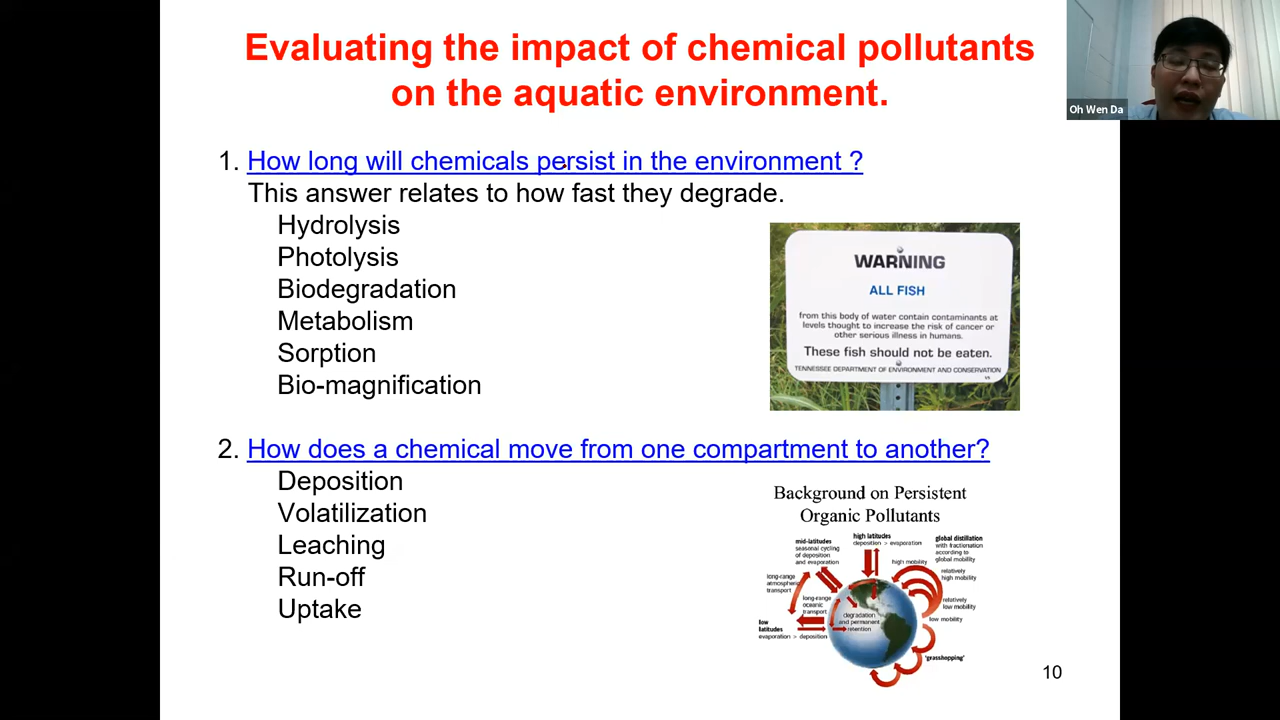 Evaluating the impact of chemical pollutants
on the aquatic environment.
Oh Wen Da
1. How long will chemicals persist in the environment ?
This answer relates to how fast they degrade.
Hydrolysis
Photolysis
Biodegradation
Metabolism
Sorption
Bio-magnification
WARNING
ALL FISH
from this body of water contain contaminants at
levels thought to increase the risk of cancer or
other serious illness in humans.
These fish should not be eaten.
TENNESSEE DEPARTMENT OF ENVIRONMENT AND CONSERVATION
2. How does a chemical move from one compartment to another?
Deposition
Volatilization
Leaching
Run-off
Uptake
Background on Persistent
Organic Pollutants
high latitudes
deposition > evaporation
mid-latitudes
seasonal cycling
of deposition
and evaporation
global distillation
with fractionation
according to
global mobility
high mobility
relatively
high mobility
long-range
atmospheric
transport
long-range
oceanic
transport
relatively
low mobility
degradation
and permanent
retention
low mobility
low
latitudes
evaporation > deposition
'grasshopping'
10